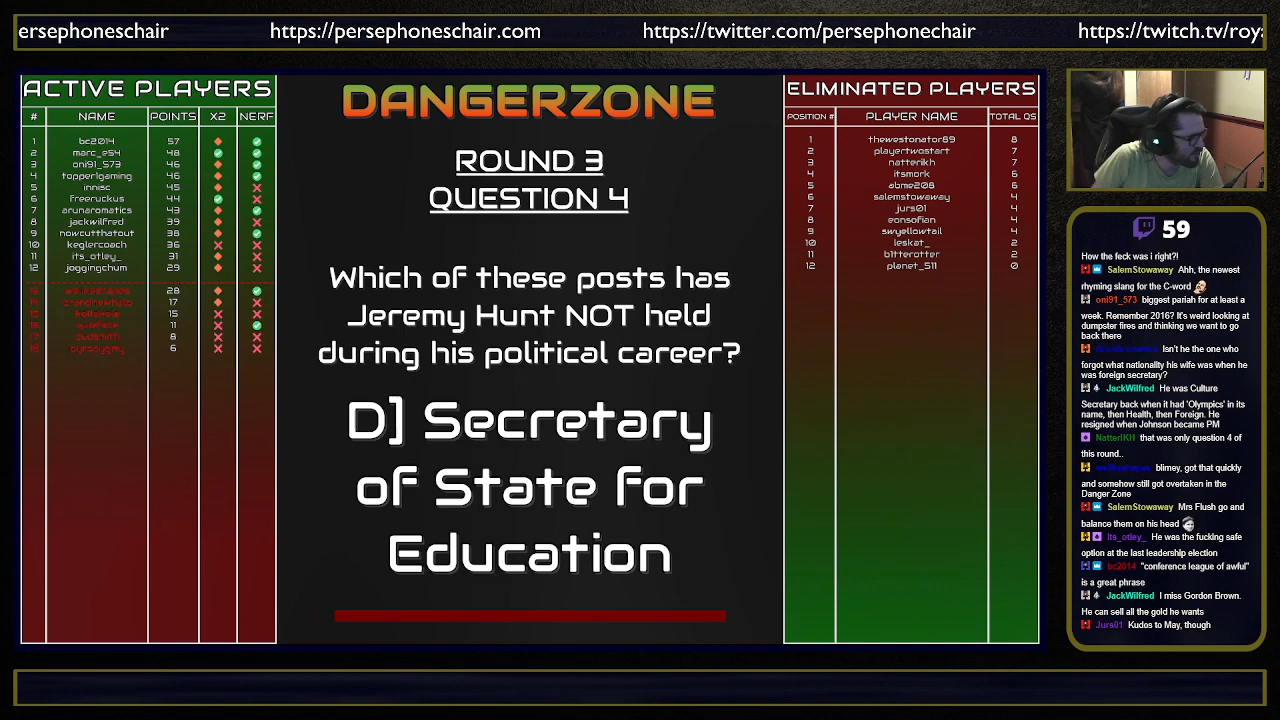 ersephoneschair https://persephoneschair.com https://twitter.com/persephonechair https://twitch.tv/roy
ACTIVE PLAYERS
# NAME POINTS X2 NERF
1 bc2014 57
2 marc_e54 48
3 oni91_573 46
4 topperlgaming 46
5 innisc 45
6 freeruckus 44
7 arunaromatics 43
8 jackwilfred 39
9 nowcutthatout 38
10 keglercoach 36
11 its_otley_ 31
12 joggingchum 29
28
17
15
11
8
6
DANGERZONE
ROUND 3
QUESTION 4
Which of these posts has
Jeremy Hunt NOT held
during his political career?
D] Secretary
of State for
Education
ELIMINATED PLAYERS
POSITION # PLAYER NAME TOTAL QS
1 thewestonator89 8
2 playertwostart 7
3 natterikh 7
4 itsmork 6
5 abme208 6
6 salemstowaway 4
7 jurs01 4
8 eonsofian 4
9 swyellowtail 4
10 leskat_ 2
11 b1tterotter 2
12 planet_511 0
59
How the feck was i right?!
SalemStowaway Ahh, the newest
rhyming slang for the C-word
oni91_573 biggest pariah for at least a
week. Remember 2016? It's weird looking at
dumpster fires and thinking we want to go
back there
Isn't he the one who
forgot what nationality his wife was when he
was foreign secretary?
JackWilfred He was Culture
Secretary back when it had 'Olympics' in its
name, then Health, then Foreign. He
resigned when Johnson became PM
NatterIKH that was only question 4 of
this round..
blimey, got that quickly
and somehow still got overtaken in the
Danger Zone
SalemStowaway Mrs Flush go and
balance them on his head
its_otley_ He was the fucking safe
option at the last leadership election
bc2014 "conference league of awful"
is a great phrase
JackWilfred I miss Gordon Brown.
He can sell all the gold he wants
Jurs01 Kudos to May, though